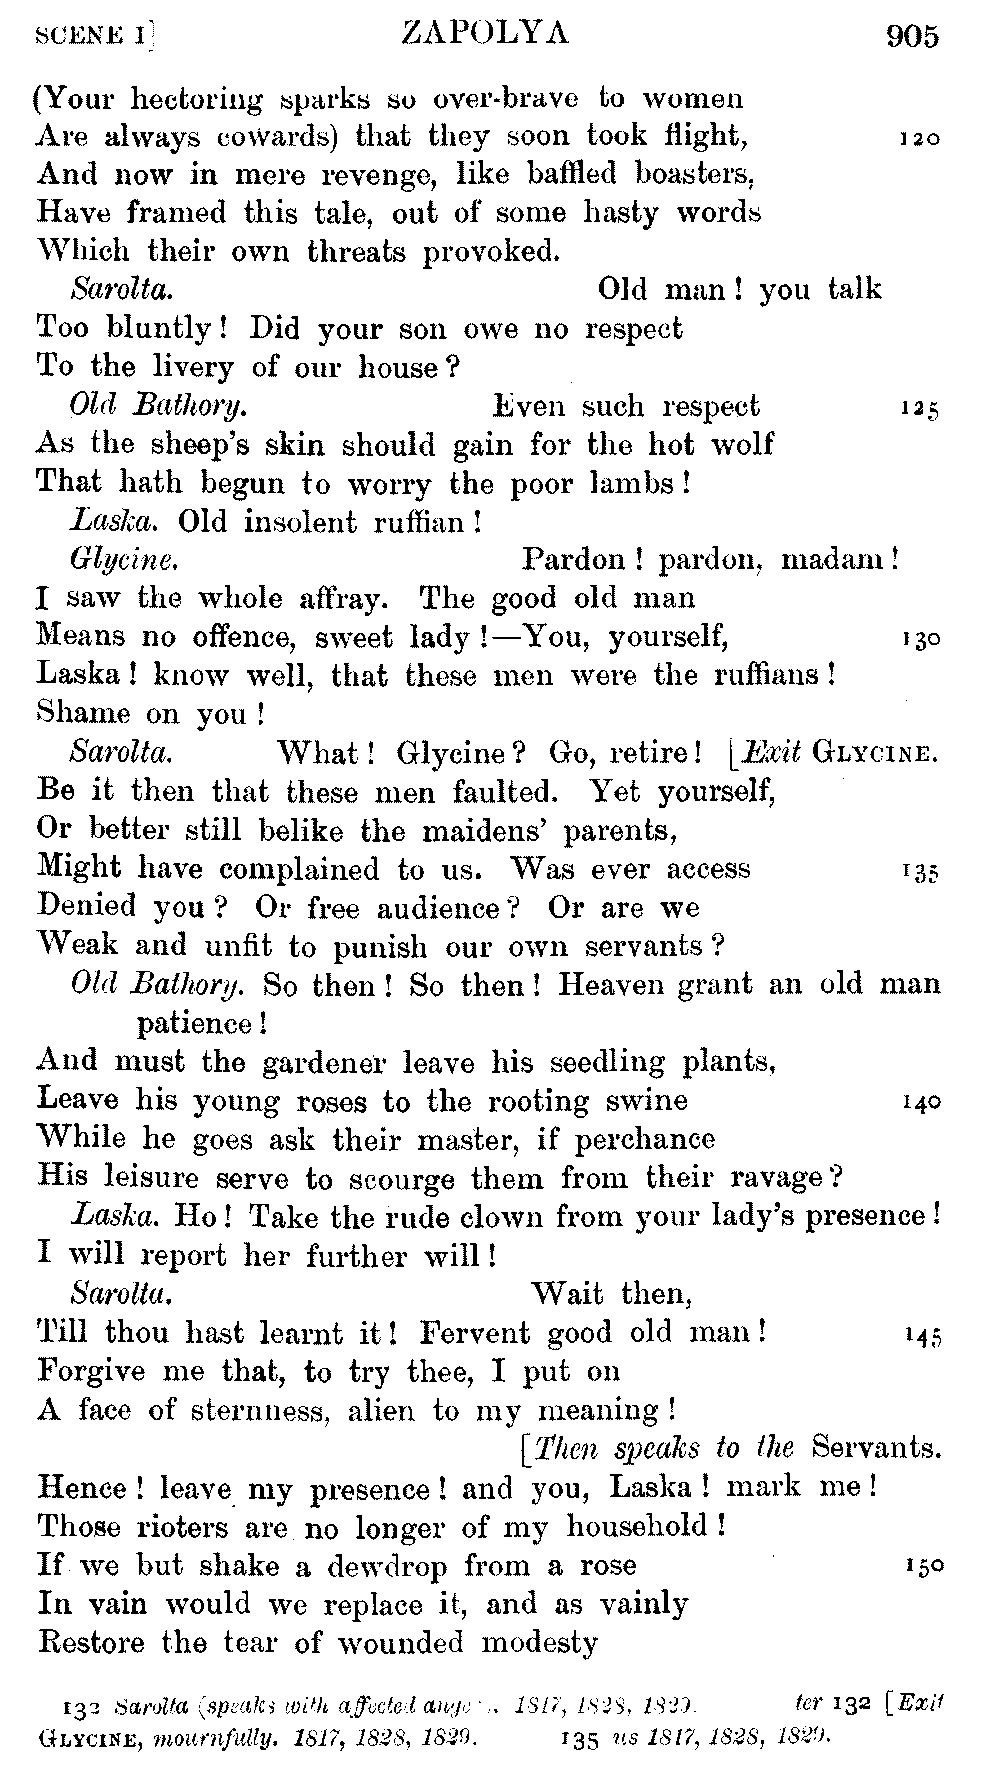 SCENE I] ZAPOLYA 905
(Your hectoring sparks so over-brave to women
Are always cowards) that they soon took flight, 120
And now in mere revenge, like baffled boasters,
Have framed this tale, out of some hasty words
Which their own threats provoked.
Sarolta. Old man! you talk
Too bluntly! Did your son owe no respect
To the livery of our house?
Old Bathory. Even such respect 125
As the sheep's skin should gain for the hot wolf
That hath begun to worry the poor lambs!
Laska. Old insolent ruffian!
Glycine. Pardon! pardon, madam!
I saw the whole affray. The good old man
Means no offence, sweet lady!—You, yourself, 130
Laska! know well, that these men were the ruffians!
Shame on you!
Sarolta. What! Glycine? Go, retire! [Exit GLYCINE.
Be it then that these men faulted. Yet yourself,
Or better still belike the maidens' parents,
Might have complained to us. Was ever access 135
Denied you? Or free audience? Or are we
Weak and unfit to punish our own servants?
Old Bathory. So then! So then! Heaven grant an old man
patience!
And must the gardener leave his seedling plants,
Leave his young roses to the rooting swine 140
While he goes ask their master, if perchance
His leisure serve to scourge them from their ravage?
Laska. Ho! Take the rude clown from your lady's presence!
I will report her further will!
Sarolta. Wait then,
Till thou hast learnt it! Fervent good old man! 145
Forgive me that, to try thee, I put on
A face of sternness, alien to my meaning!
[Then speaks to the Servants.
Hence! leave my presence! and you, Laska! mark me!
Those rioters are no longer of my household!
If we but shake a dewdrop from a rose 150
In vain would we replace it, and as vainly
Restore the tear of wounded modesty
132 Sarolta (speaks with affected 1817, 1828, 1829. ter 132 [Exit
GLYCINE, mournfully. 1817, 1828, 1829. 135 us 1817, 1828, 1829.